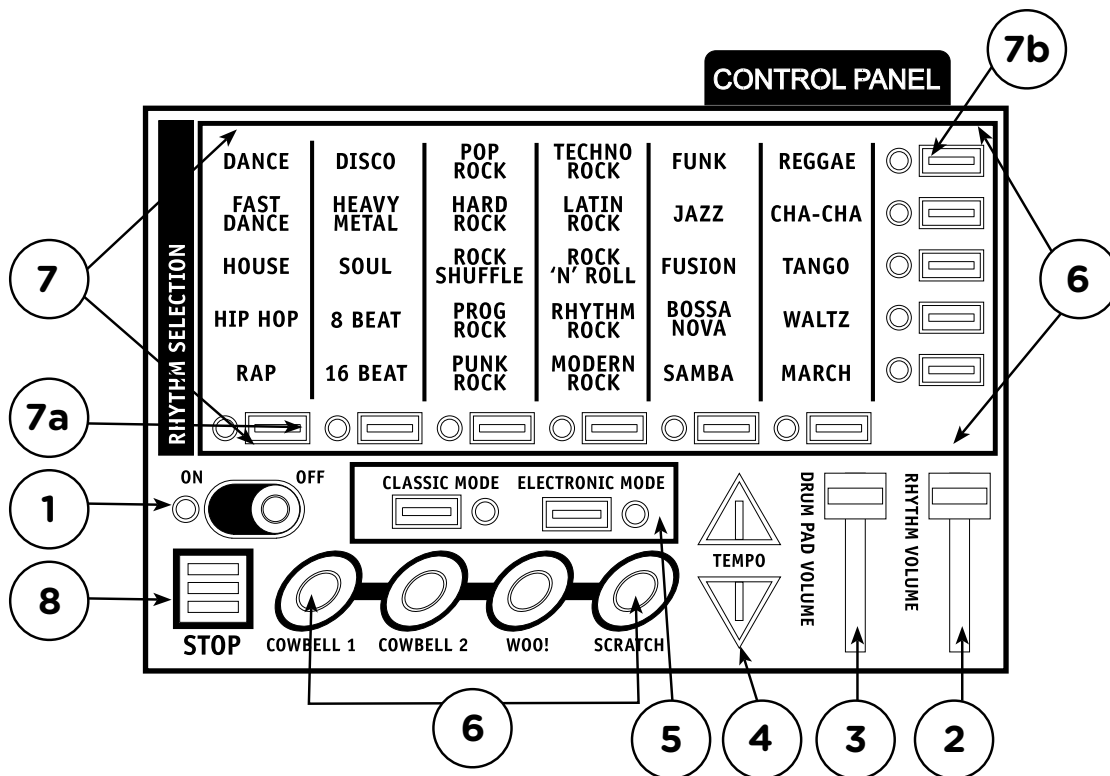 7b
CONTROL PANEL
RHYTHM SELECTION
DANCE
DISCO
POP
ROCK
TECHNO
ROCK
FUNK
REGGAE
FAST
DANCE
HEAVY
METAL
HARD
ROCK
LATIN
ROCK
JAZZ
CHA-CHA
HOUSE
SOUL
ROCK
SHUFFLE
ROCK
'N' ROLL
FUSION
TANGO
HIP HOP
8 BEAT
PROG
ROCK
RHYTHM
ROCK
BOSSA
NOVA
WALTZ
RAP
16 BEAT
PUNK
ROCK
MODERN
ROCK
SAMBA
MARCH
7
6
7a
1
ON
OFF
CLASSIC MODE
ELECTRONIC MODE
TEMPO
DRUM PAD VOLUME
RHYTHM VOLUME
8
STOP
COWBELL 1
COWBELL 2
WOO!
SCRATCH
6
5
4
3
2